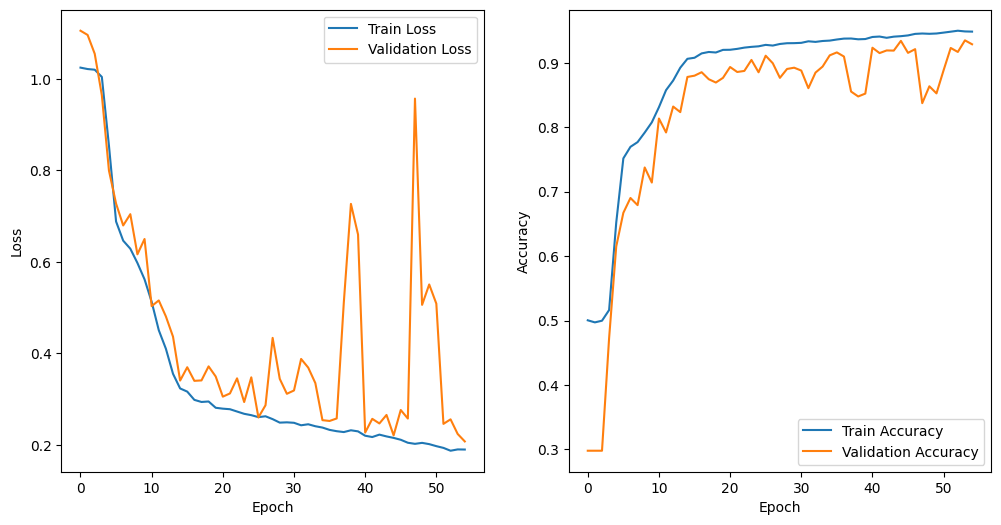 Train Loss
Validation Loss
1.0
0.8
0.6
0.4
0.2
Loss
0 10 20 30 40 50
Epoch
0.9
0.8
0.7
0.6
0.5
0.4
0.3
Accuracy
Train Accuracy
Validation Accuracy
0 10 20 30 40 50
Epoch